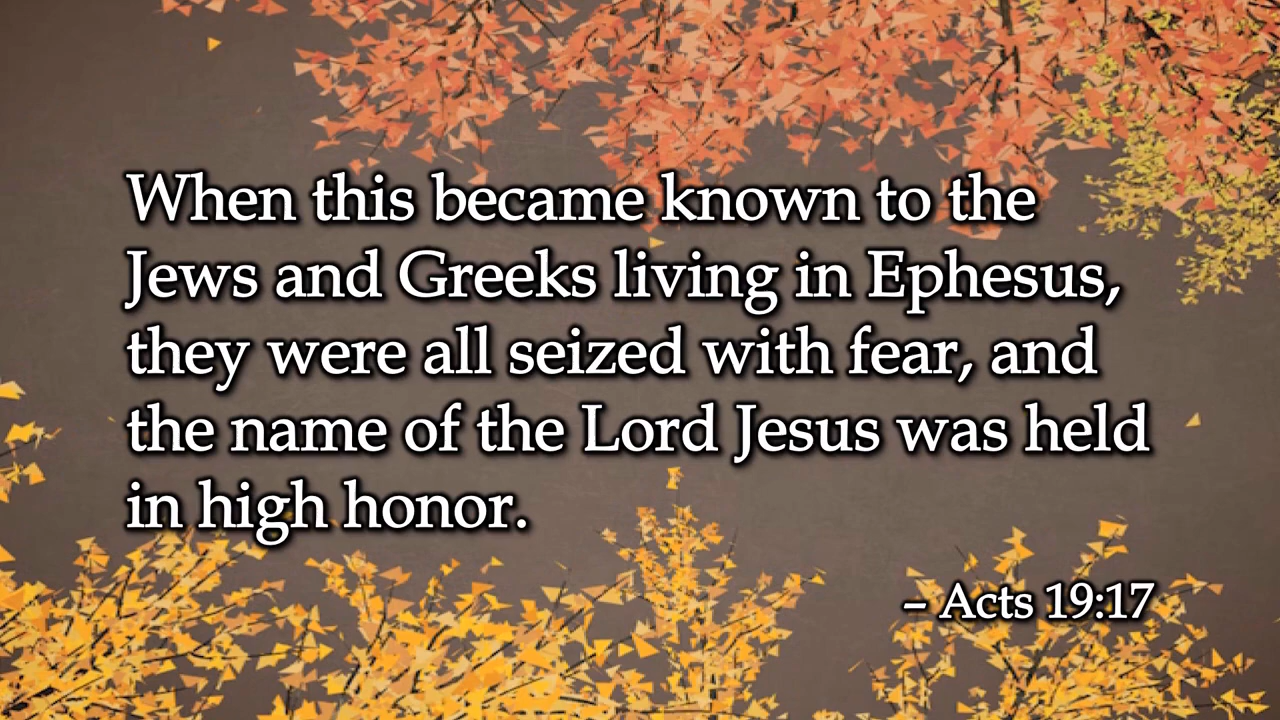 When this became known to the
Jews and Greeks living in Ephesus,
they were all seized with fear, and
the name of the Lord Jesus was held
in high honor.
– Acts 19:17